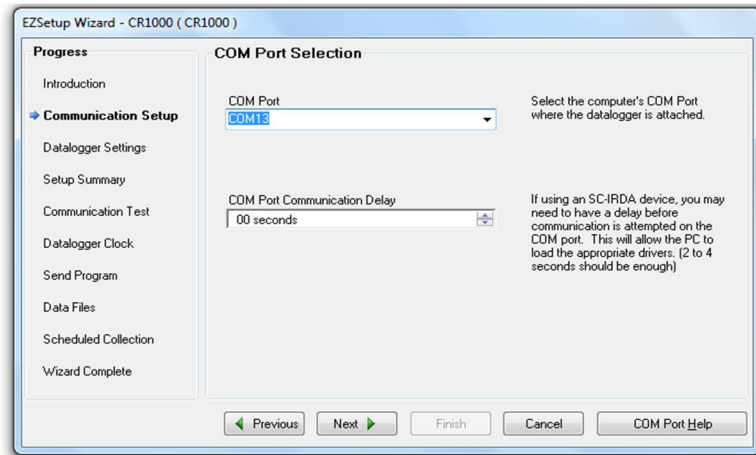 EZSetup Wizard - CR1000 ( CR1000 )
Progress
Introduction
Communication Setup
Datalogger Settings
Setup Summary
Communication Test
Datalogger Clock
Send Program
Data Files
Scheduled Collection
Wizard Complete
COM Port Selection
COM Port
COM13
Select the computer's COM Port
where the datalogger is attached.
COM Port Communication Delay
00 seconds
If using an SC-IRDA device, you may
need to have a delay before
communication is attempted on the
COM port. This will allow the PC to
load the appropriate drivers. (2 to 4
seconds should be enough)
Previous
Next
Finish
Cancel
COM Port Help